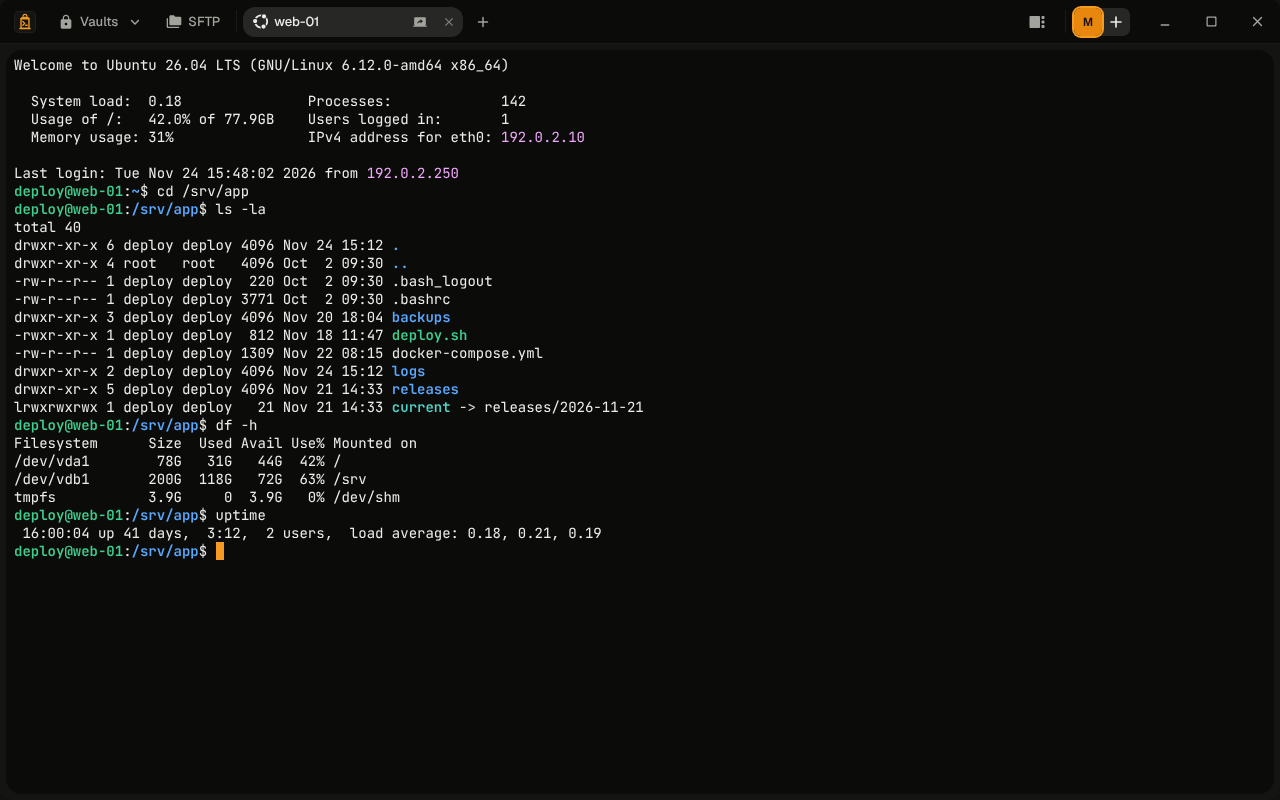 Vaults SFTP web-01 M
Welcome to Ubuntu 26.04 LTS (GNU/Linux 6.12.0-amd64 x86_64)
  System load:  0.18               Processes:             142
  Usage of /:   42.0% of 77.9GB    Users logged in:       1
  Memory usage: 31%                IPv4 address for eth0: 192.0.2.10
Last login: Tue Nov 24 15:48:02 2026 from 192.0.2.250
deploy@web-01:~$ cd /srv/app
deploy@web-01:/srv/app$ ls -la
total 40
drwxr-xr-x 6 deploy deploy 4096 Nov 24 15:12 .
drwxr-xr-x 4 root   root   4096 Oct  2 09:30 ..
-rw-r--r-- 1 deploy deploy  220 Oct  2 09:30 .bash_logout
-rw-r--r-- 1 deploy deploy 3771 Oct  2 09:30 .bashrc
drwxr-xr-x 3 deploy deploy 4096 Nov 20 18:04 backups
-rwxr-xr-x 1 deploy deploy  812 Nov 18 11:47 deploy.sh
-rw-r--r-- 1 deploy deploy 1309 Nov 22 08:15 docker-compose.yml
drwxr-xr-x 2 deploy deploy 4096 Nov 24 15:12 logs
drwxr-xr-x 5 deploy deploy 4096 Nov 21 14:33 releases
lrwxrwxrwx 1 deploy deploy   21 Nov 21 14:33 current -> releases/2026-11-21
deploy@web-01:/srv/app$ df -h
Filesystem      Size  Used Avail Use% Mounted on
/dev/vda1        78G   31G   44G  42% /
/dev/vdb1       200G  118G   72G  63% /srv
tmpfs           3.9G     0  3.9G   0% /dev/shm
deploy@web-01:/srv/app$ uptime
 16:00:04 up 41 days,  3:12,  2 users,  load average: 0.18, 0.21, 0.19
deploy@web-01:/srv/app$